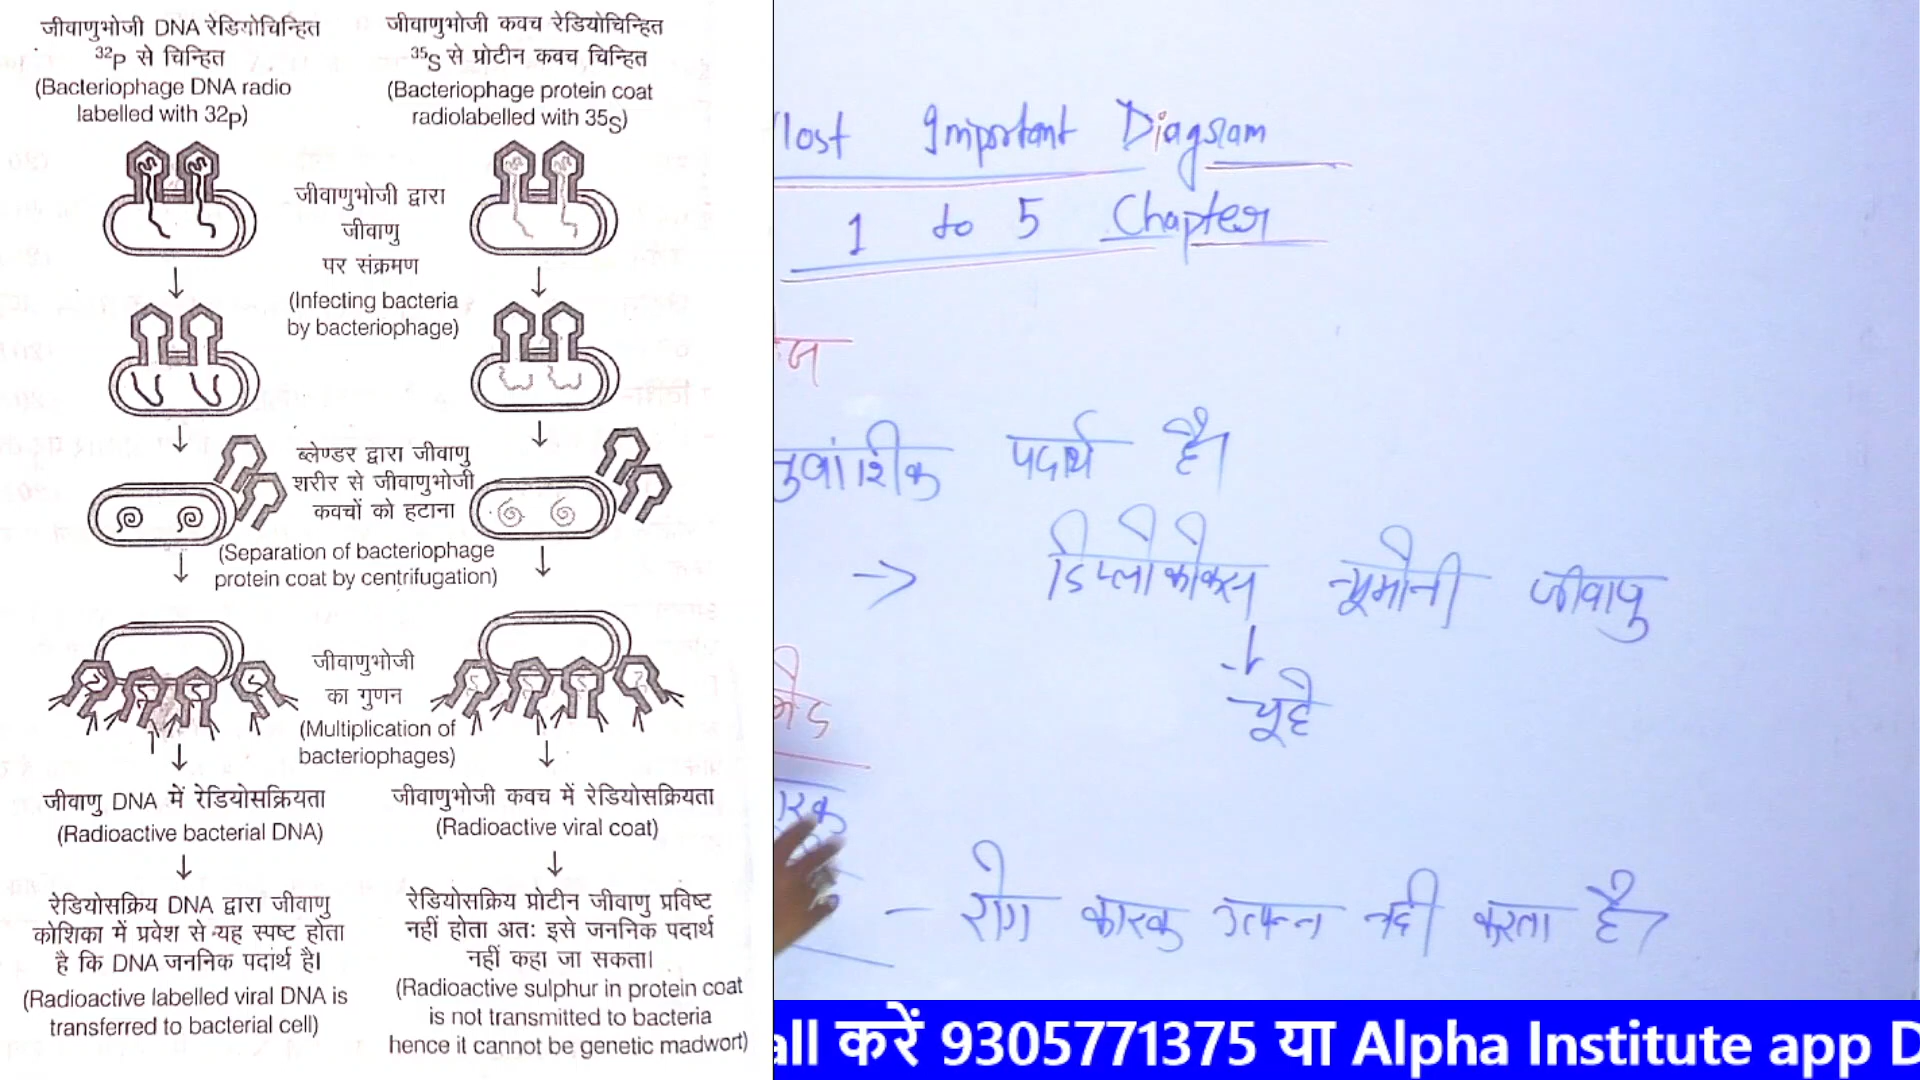 जीवाणुभोजी DNA रेडियोचिन्हित
³²P से चिन्हित
(Bacteriophage DNA radio
labelled with 32p)
जीवाणुभोजी कवच रेडियोचिन्हित
³⁵S से प्रोटीन कवच चिन्हित
(Bacteriophage protein coat
radiolabelled with 35S)
जीवाणुभोजी द्वारा
जीवाणु
पर संक्रमण
(Infecting bacteria
by bacteriophage)
ब्लेण्डर द्वारा जीवाणु
शरीर से जीवाणुभोजी
कवचों को हटाना
(Separation of bacteriophage
protein coat by centrifugation)
जीवाणुभोजी
का गुणन
(Multiplication of
bacteriophages)
जीवाणु DNA में रेडियोसक्रियता
(Radioactive bacterial DNA)
जीवाणुभोजी कवच में रेडियोसक्रियता
(Radioactive viral coat)
रेडियोसक्रिय DNA द्वारा जीवाणु
कोशिका में प्रवेश से यह स्पष्ट होता
है कि DNA जननिक पदांर्थ है।
(Radioactive labelled viral DNA is
transferred to bacterial cell)
रेडियोसक्रिय प्रोटीन जीवाणु प्रविष्ट
नहीं होता अतः इसे जननिक पदार्थ
नहीं कहा जा सकता।
(Radioactive sulphur in protein coat
is not transmitted to bacteria
hence it cannot be genetic madwort)
lost Important Diagram
1 to 5 Chapter
नुवांशिक पदार्थ है।
→ डिप्लोकोकस न्यूमोनी जीवाणु
चूहे
– रोग कारक उत्पन्न नही करता है।
all करें 9305771375 या Alpha Institute app D